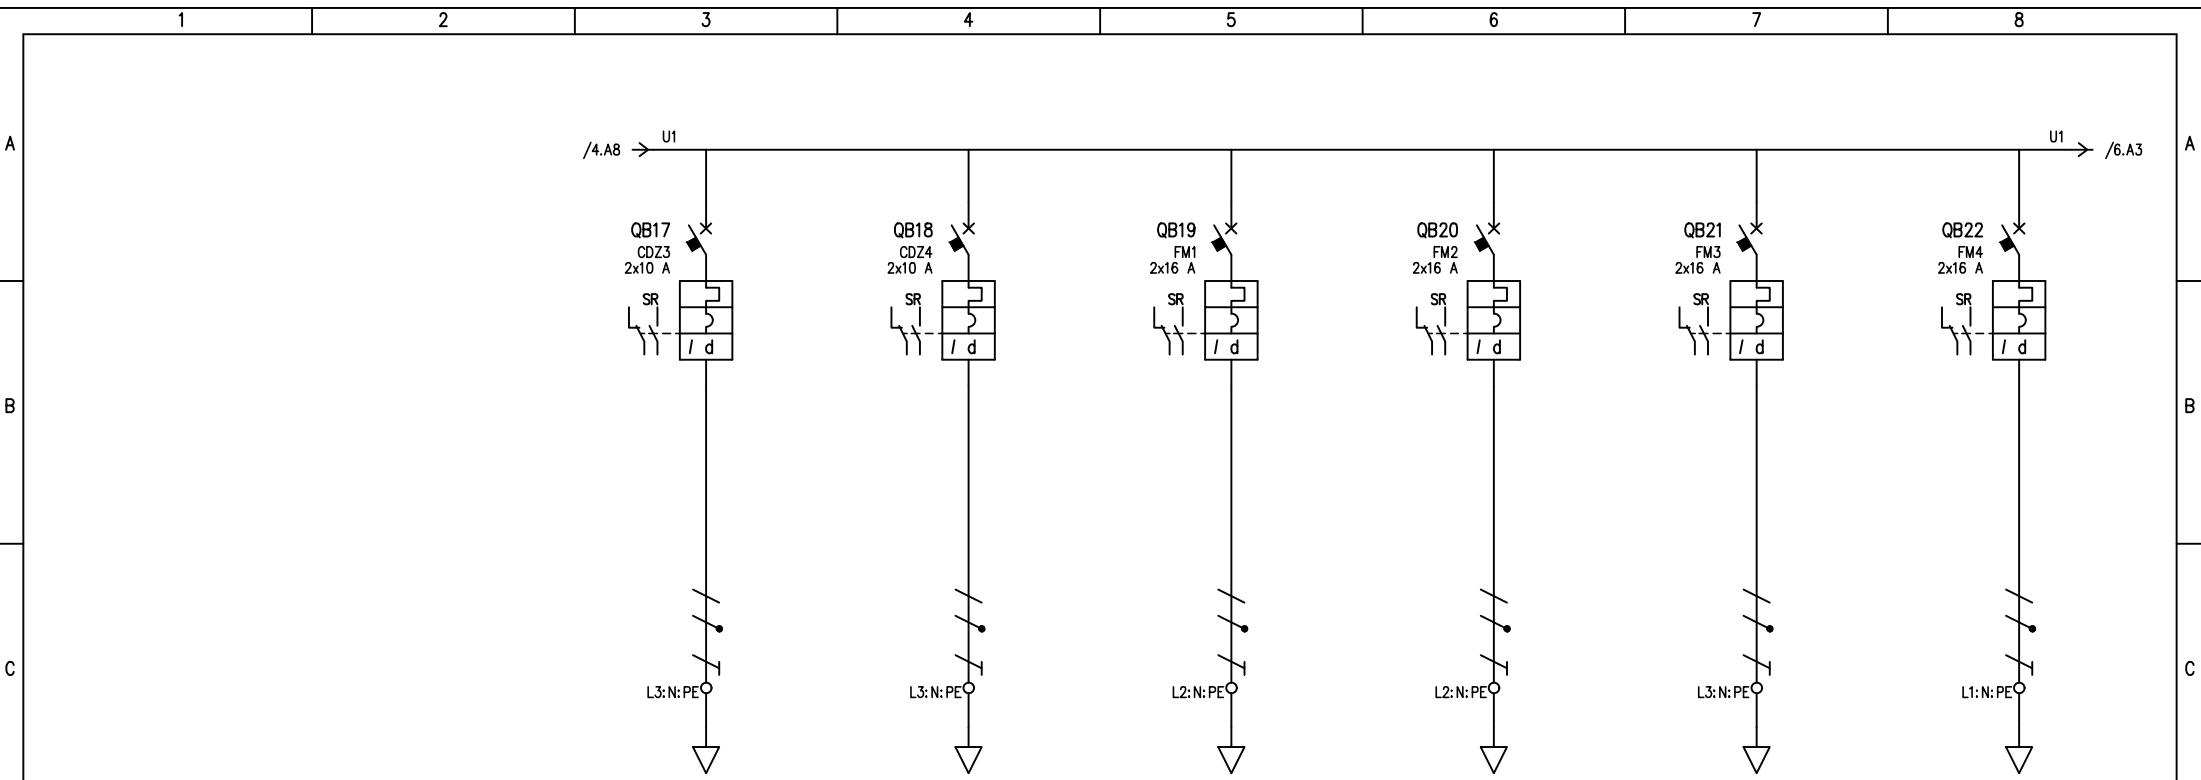 1 2 3 4 5 6 7 8
A A
/4.A8 U1 U1 /6.A3
QB17 QB18 QB19 QB20 QB21 QB22
CDZ3 CDZ4 FM1 FM2 FM3 FM4
2x10 A 2x10 A 2x16 A 2x16 A 2x16 A 2x16 A
SR SR SR SR SR SR
I d I d I d I d I d I d
B B
C C
L3:N:PE L3:N:PE L2:N:PE L2:N:PE L3:N:PE L1:N:PE